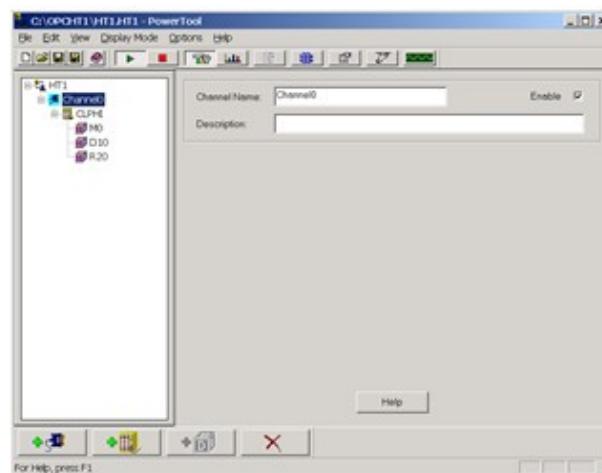 C:\OPCHT1\HT1.HT1 - PowerTool
File Edit View Display Mode Options Help
HT1
Channel0
CLPHI
M0
D10
R20
Channel Name: Channel0 Enable
Description:
Help
For Help, press F1